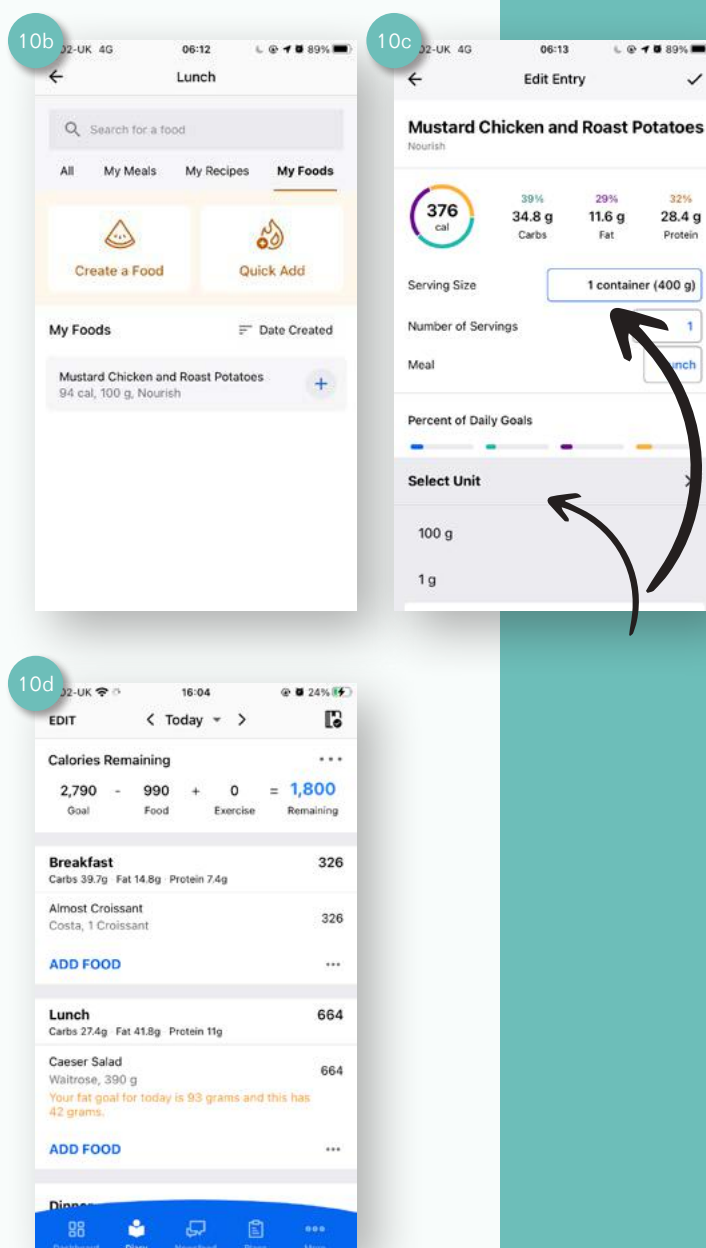 10b
O2-UK 4G 06:12 89%
Lunch
Search for a food
All My Meals My Recipes My Foods
Create a Food Quick Add
My Foods Date Created
Mustard Chicken and Roast Potatoes
94 cal, 100 g, Nourish
+
10c
O2-UK 4G 06:13 89%
Edit Entry
Mustard Chicken and Roast Potatoes
Nourish
376
cal
39% 29% 32%
34.8 g 11.6 g 28.4 g
Carbs Fat Protein
Serving Size 1 container (400 g)
Number of Servings 1
Meal Lunch
Percent of Daily Goals
Select Unit
100 g
1 g
10d
O2-UK 16:04 24%
EDIT < Today >
Calories Remaining
2,790 - 990 + 0 = 1,800
Goal Food Exercise Remaining
Breakfast 326
Carbs 39.7g Fat 14.8g Protein 7.4g
Almost Croissant
Costa, 1 Croissant 326
ADD FOOD
Lunch 664
Carbs 27.4g Fat 41.8g Protein 11g
Caeser Salad
Waitrose, 390 g 664
Your fat goal for today is 93 grams and this has
42 grams.
ADD FOOD
Dinner